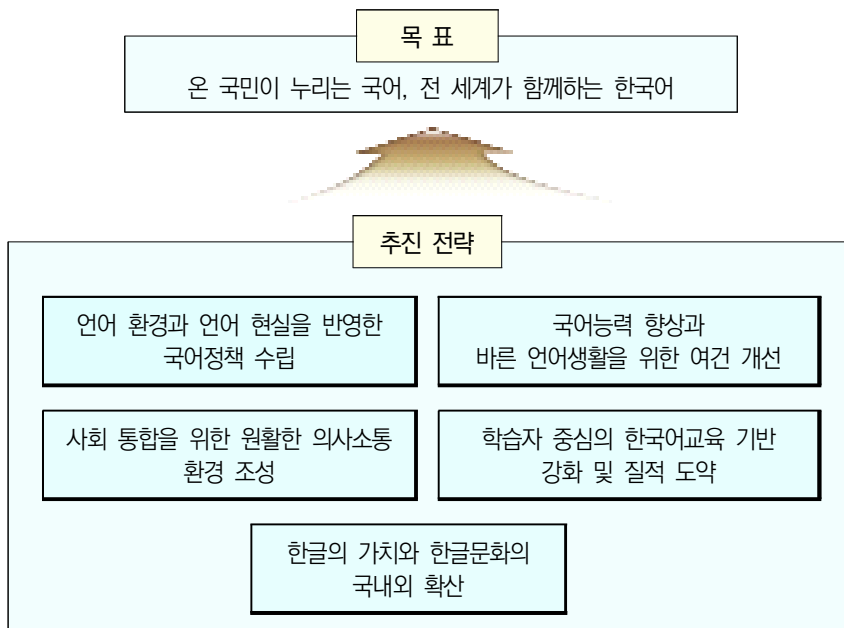 목 표
온 국민이 누리는 국어, 전 세계가 함께하는 한국어
추진 전략
언어 환경과 언어 현실을 반영한
국어정책 수립
국어능력 향상과
바른 언어생활을 위한 여건 개선
사회 통합을 위한 원활한 의사소통
환경 조성
학습자 중심의 한국어교육 기반
강화 및 질적 도약
한글의 가치와 한글문화의
국내외 확산